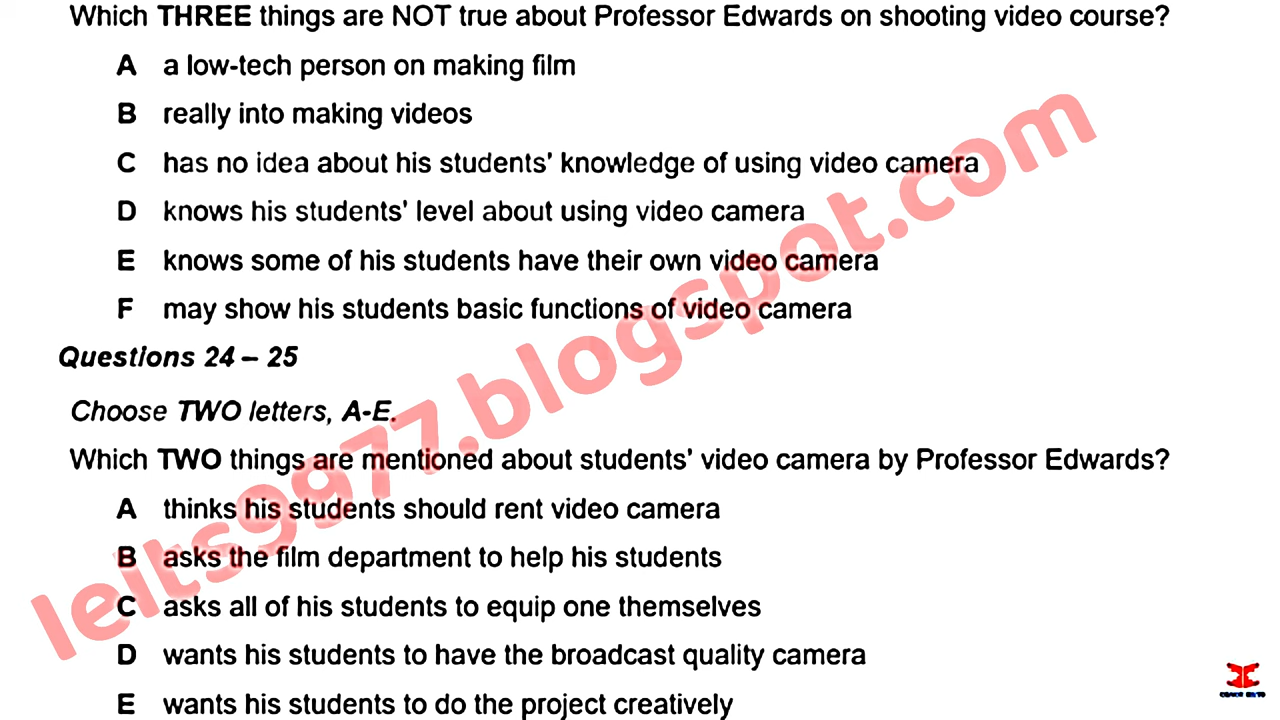 Which THREE things are NOT true about Professor Edwards on shooting video course?
A a low-tech person on making film
B really into making videos
C has no idea about his students' knowledge of using video camera
D knows his students' level about using video camera
E knows some of his students have their own video camera
F may show his students basic functions of video camera
Questions 24 – 25
Choose TWO letters, A-E.
Which TWO things are mentioned about students' video camera by Professor Edwards?
A thinks his students should rent video camera
B asks the film department to help his students
C asks all of his students to equip one themselves
D wants his students to have the broadcast quality camera
E wants his students to do the project creatively
Ielts9977.blogspot.com